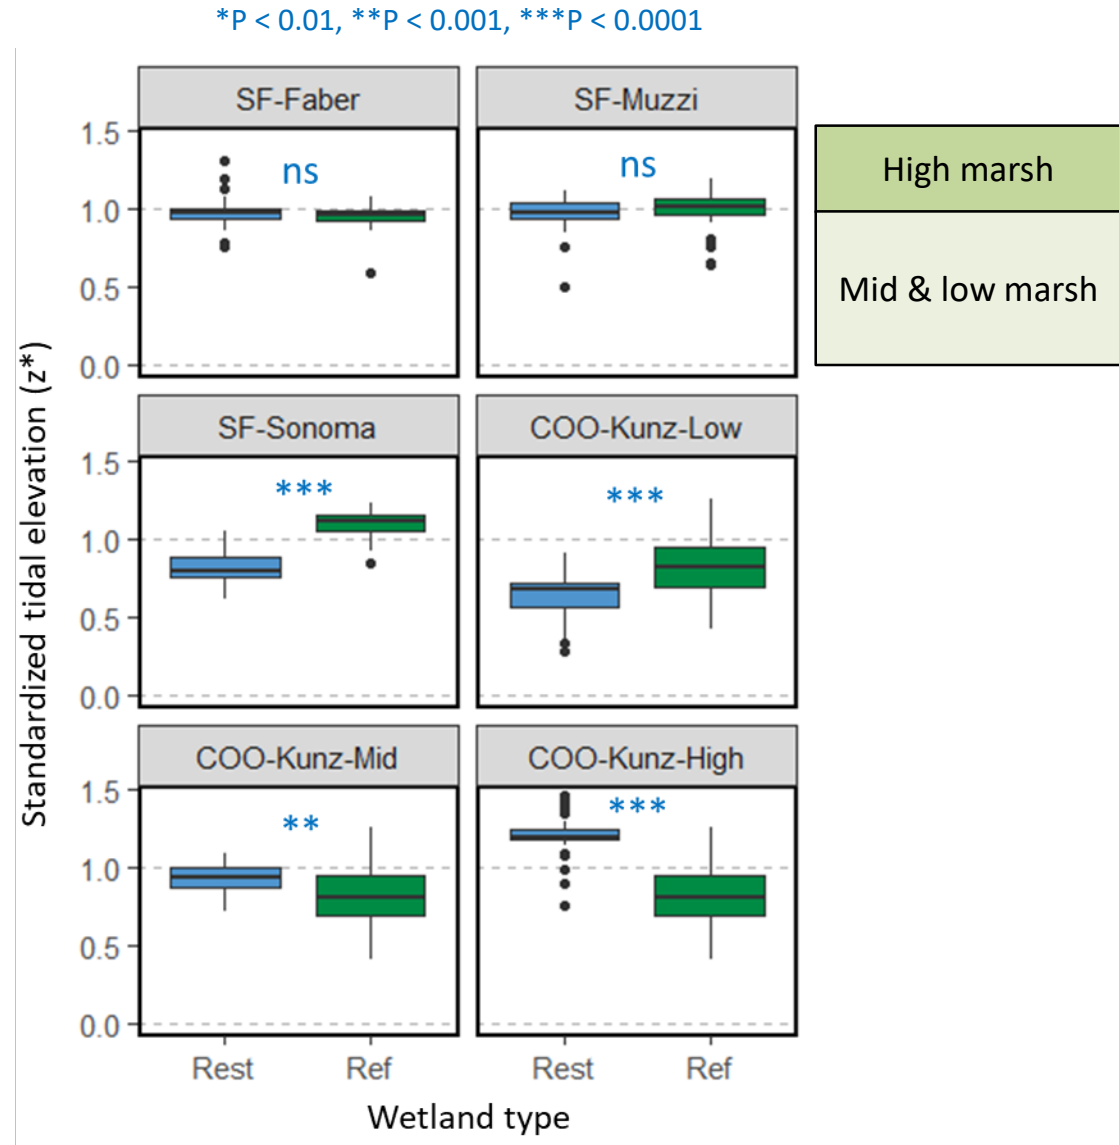 *P < 0.01, **P < 0.001, ***P < 0.0001
SF-Faber
SF-Muzzi
1.5
1.0
0.5
0.0
ns
ns
High marsh
Mid & low marsh
Standardized tidal elevation (z*)
SF-Sonoma
COO-Kunz-Low
1.5
1.0
0.5
0.0
***
***
COO-Kunz-Mid
COO-Kunz-High
1.5
1.0
0.5
0.0
**
***
Rest
Ref
Rest
Ref
Wetland type